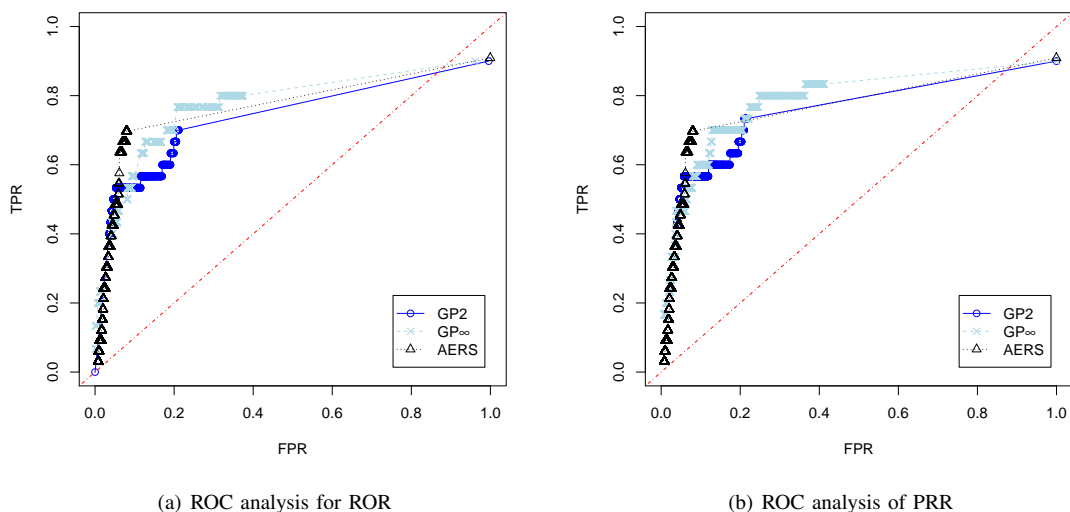 1.0
0.8
0.6
0.4
0.2
0.0
TPR
0.0 0.2 0.4 0.6 0.8 1.0
FPR
GP2
GP∞
AERS
(a) ROC analysis for ROR
1.0
0.8
0.6
0.4
0.2
0.0
TPR
0.0 0.2 0.4 0.6 0.8 1.0
FPR
GP2
GP∞
AERS
(b) ROC analysis of PRR